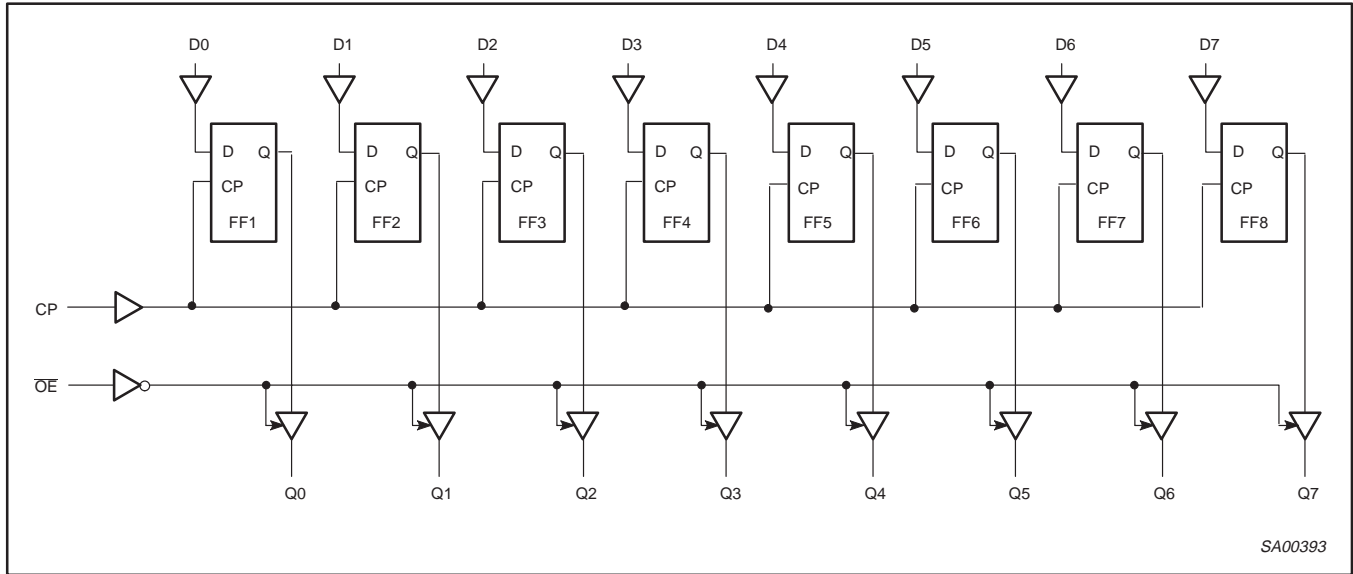 D0 D1 D2 D3 D4 D5 D6 D7
D Q D Q D Q D Q D Q D Q D Q D Q
CP CP CP CP CP CP CP CP
FF1 FF2 FF3 FF4 FF5 FF6 FF7 FF8
CP
O̅E̅
Q0 Q1 Q2 Q3 Q4 Q5 Q6 Q7
SA00393